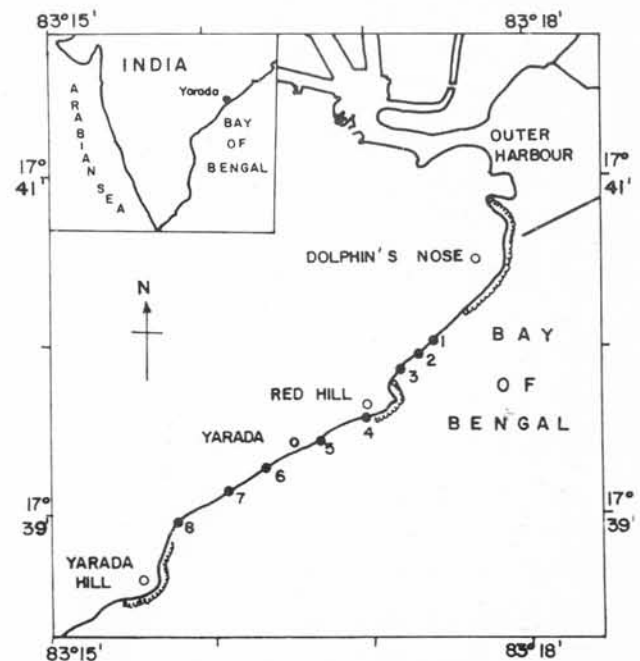 83°15'
83°18'
INDIA
Yarada
ARABIAN SEA
BAY
OF
BENGAL
OUTER
HARBOUR
17°
41'
17°
41'
DOLPHIN'S NOSE
N
BAY
OF
BENGAL
1
2
3
RED HILL
4
YARADA
5
6
7
8
17°
39'
17°
39'
YARADA
HILL
83°15'
83°18'